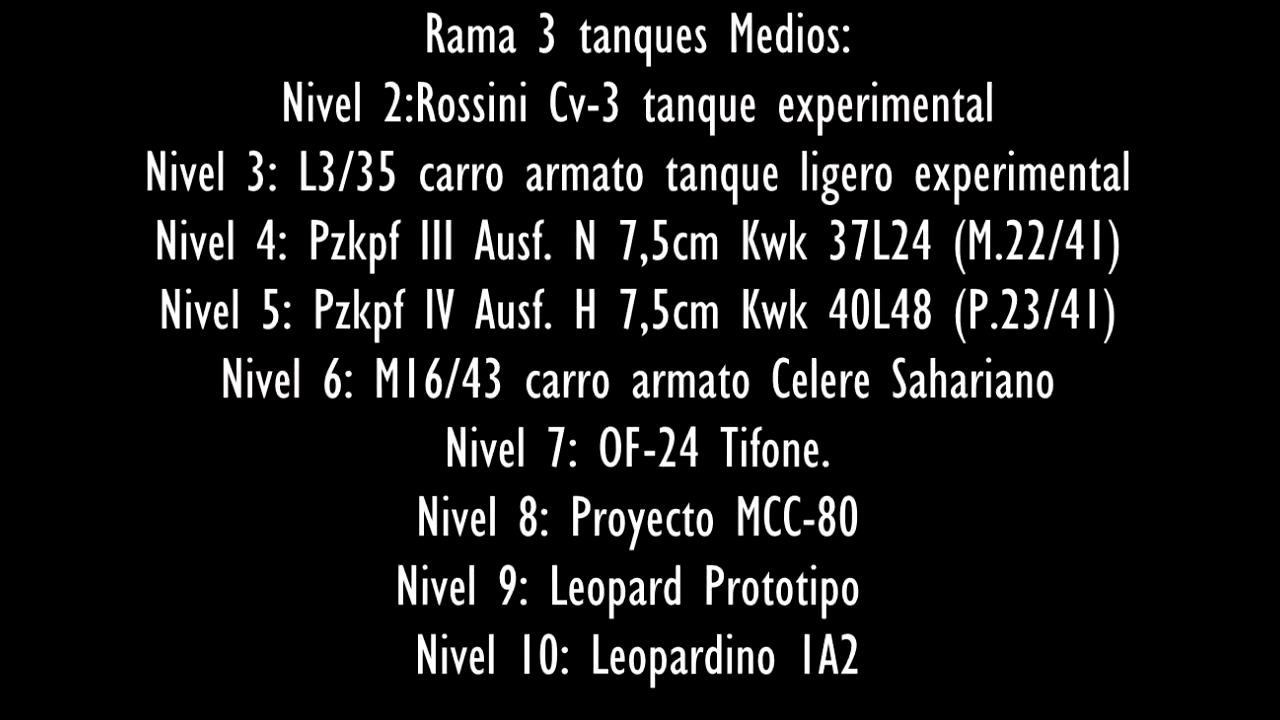 Rama 3 tanques Medios:
Nivel 2:Rossini Cv-3 tanque experimental
Nivel 3: L3/35 carro armato tanque ligero experimental
Nivel 4: Pzkpf III Ausf. N 7,5cm Kwk 37L24 (M.22/41)
Nivel 5: Pzkpf IV Ausf. H 7,5cm Kwk 40L48 (P.23/41)
Nivel 6: M16/43 carro armato Celere Sahariano
Nivel 7: OF-24 Tifone.
Nivel 8: Proyecto MCC-80
Nivel 9: Leopard Prototipo
Nivel 10: Leopardino 1A2